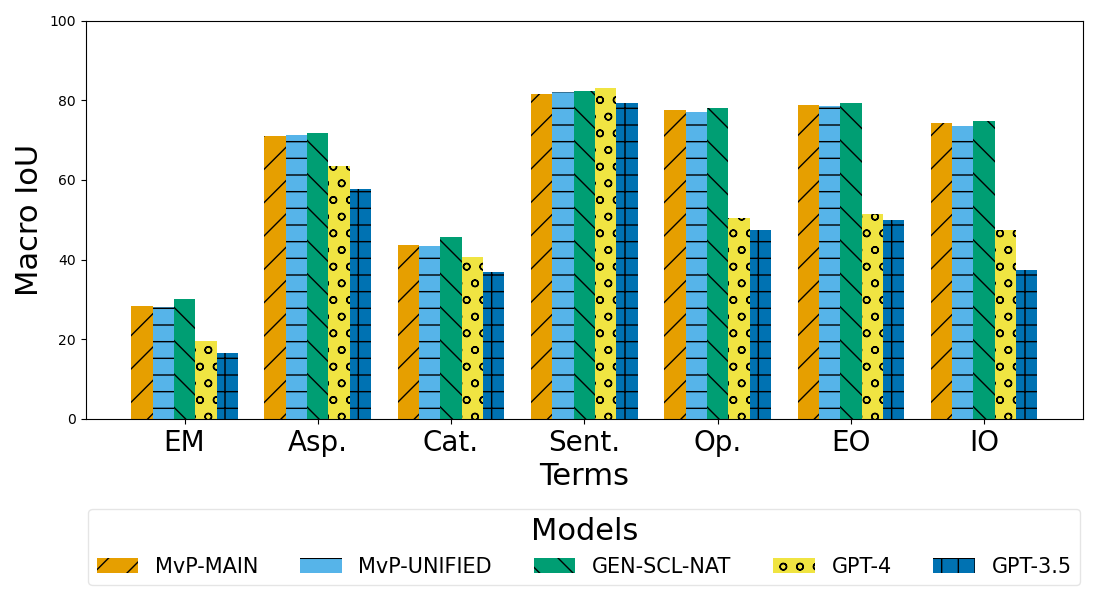 100
80
60
40
20
0
Macro IoU
EM Asp. Cat. Sent. Op. EO IO
Terms
Models
MvP-MAIN MvP-UNIFIED GEN-SCL-NAT GPT-4 GPT-3.5